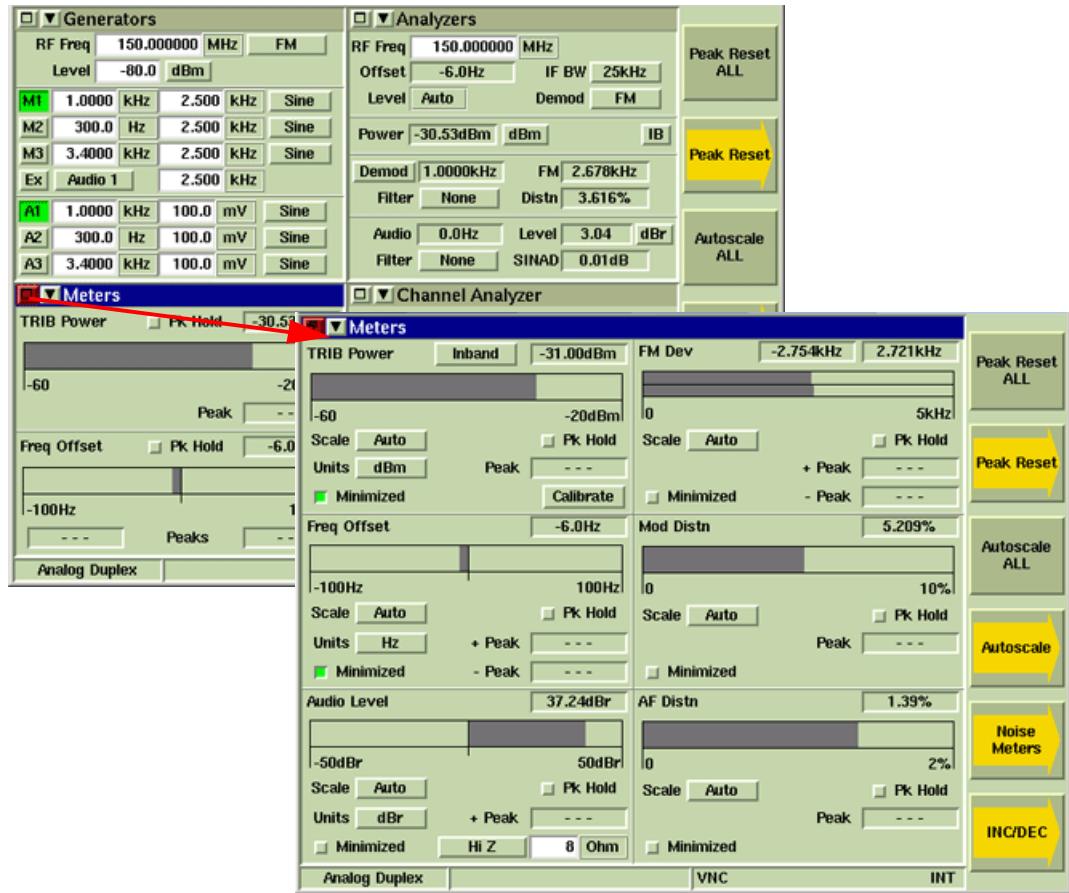 Generators
RF Freq 150.000000 MHz FM
Level -80.0 dBm
M1 1.0000 kHz 2.500 kHz Sine
M2 300.0 Hz 2.500 kHz Sine
M3 3.4000 kHz 2.500 kHz Sine
Ex Audio 1 2.500 kHz
A1 1.0000 kHz 100.0 mV Sine
A2 300.0 Hz 100.0 mV Sine
A3 3.4000 kHz 100.0 mV Sine
Analyzers
RF Freq 150.000000 MHz
Offset -6.0Hz IF BW 25kHz
Level Auto Demod FM
Power -30.53dBm dBm IB
Demod 1.0000kHz FM 2.678kHz
Filter None Distn 3.616%
Audio 0.0Hz Level 3.04 dBr
Filter None SINAD 0.01dB
Peak Reset
ALL
Peak Reset
Autoscale
ALL
Meters
TRIB Power Pk Hold -30.53
-60 -20
Peak - -
Freq Offset Pk Hold -6.0
-100Hz 1
- - - Peaks - -
Analog Duplex
Channel Analyzer
Meters
TRIB Power Inband -31.00dBm
-60 -20dBm
Scale Auto Pk Hold
Units dBm Peak - - -
Minimized Calibrate
FM Dev -2.754kHz 2.721kHz
0 5kHz
Scale Auto Pk Hold
+ Peak - - -
Minimized - Peak - - -
Freq Offset -6.0Hz
-100Hz 100Hz
Scale Auto Pk Hold
Units Hz + Peak - - -
Minimized - Peak - - -
Mod Distn 5.209%
0 10%
Scale Auto Pk Hold
Peak - - -
Minimized
Audio Level 37.24dBr
-50dBr 50dBr
Scale Auto Pk Hold
Units dBr + Peak - - -
Minimized Hi Z 8 Ohm
AF Distn 1.39%
0 2%
Scale Auto Pk Hold
Peak - - -
Minimized
Analog Duplex VNC INT
Peak Reset
ALL
Peak Reset
Autoscale
ALL
Autoscale
Noise
Meters
INC/DEC